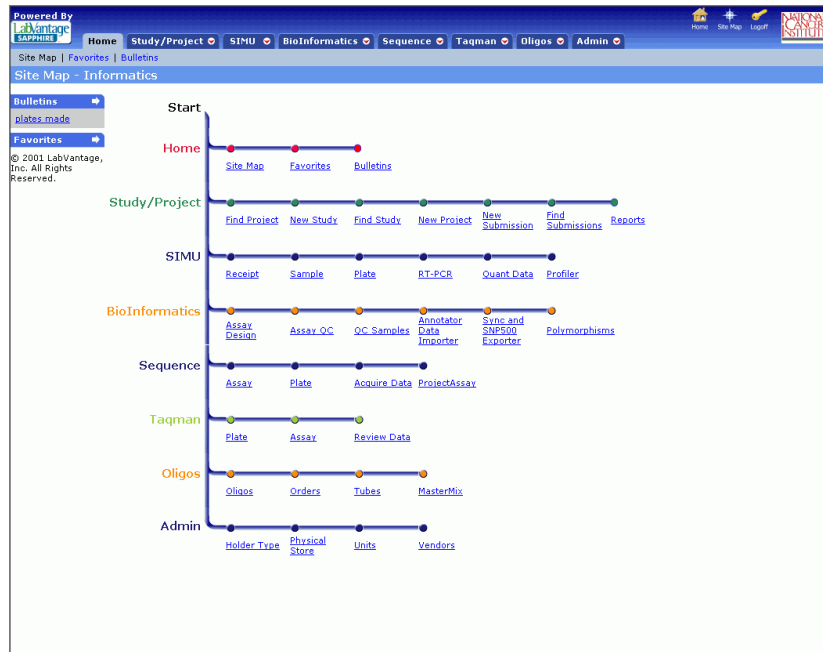 Powered By
LabVantage
SAPPHIRE
Home Study/Project SIMU BioInformatics Sequence Taqman Oligos Admin
Home Site Map Logoff
NATIONAL
CANCER
INSTITUTE
Site Map | Favorites | Bulletins
Site Map - Informatics
Bulletins
plates made
Favorites
© 2001 LabVantage,
Inc. All Rights
Reserved.
Start
Home
Site Map Favorites Bulletins
Study/Project
Find Project New Study Find Study New Project New Submission Find Submissions Reports
SIMU
Receipt Sample Plate RT-PCR Quant Data Profiler
BioInformatics
Assay Design Assay QC QC Samples Annotator Data Importer Sync and SNP500 Exporter Polymorphisms
Sequence
Assay Plate Acquire Data ProjectAssay
Taqman
Plate Assay Review Data
Oligos
Oligos Orders Tubes MasterMix
Admin
Holder Type Physical Store Units Vendors